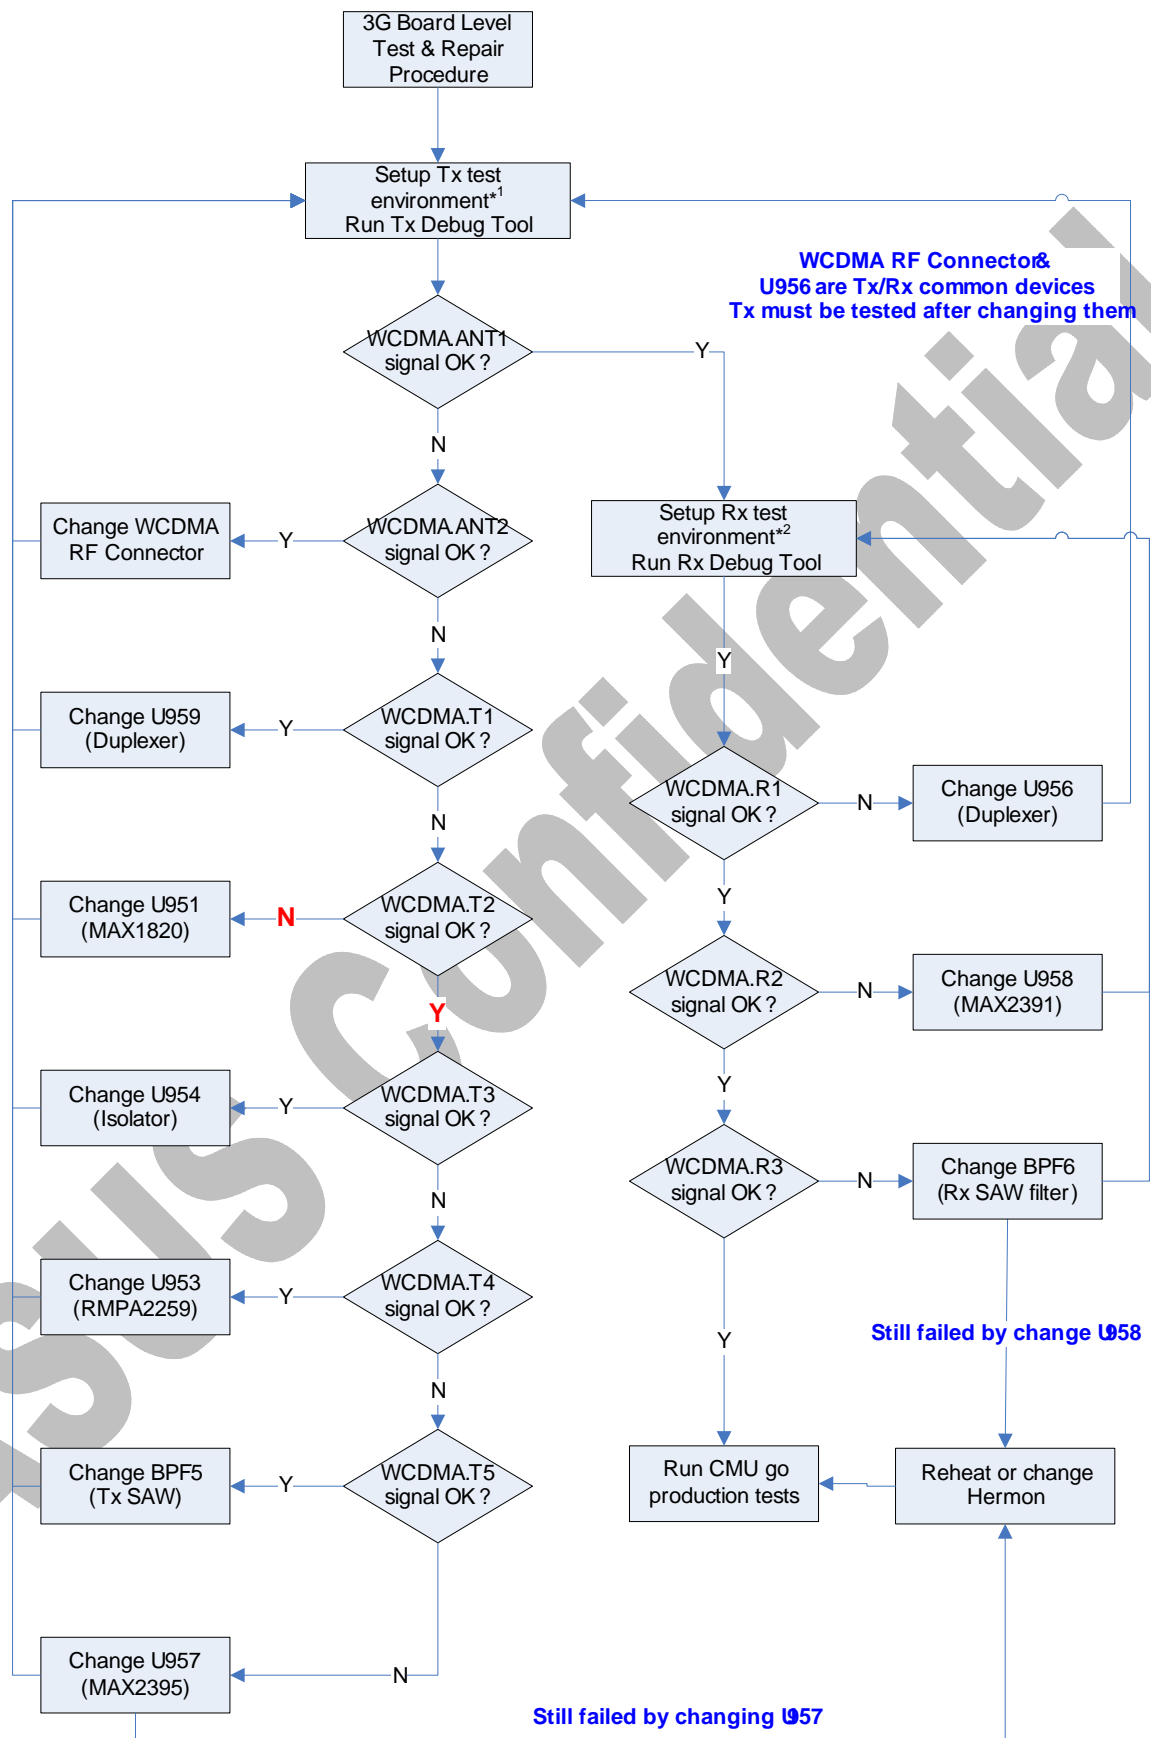 3G Board Level
Test & Repair
Procedure
Setup Tx test
environment*1
Run Tx Debug Tool
WCDMA RF Connector&
U956 are Tx/Rx common devices
Tx must be tested after changing them
WCDMA.ANT1
signal OK ?
Y
N
Change WCDMA
RF Connector
Y
WCDMA.ANT2
signal OK ?
Setup Rx test
environment*2
Run Rx Debug Tool
N
Y
Change U959
(Duplexer)
Y
WCDMA.T1
signal OK ?
WCDMA.R1
signal OK ?
N
Change U956
(Duplexer)
N
Y
Change U951
(MAX1820)
N
WCDMA.T2
signal OK ?
WCDMA.R2
signal OK ?
N
Change U958
(MAX2391)
Y
Y
Change U954
(Isolator)
Y
WCDMA.T3
signal OK ?
WCDMA.R3
signal OK ?
N
Change BPF6
(Rx SAW filter)
N
Change U953
(RMPA2259)
Y
WCDMA.T4
signal OK ?
Y
Still failed by change U958
N
Change BPF5
(Tx SAW)
Y
WCDMA.T5
signal OK ?
Run CMU go
production tests
Reheat or change
Hermon
Change U957
(MAX2395)
N
Still failed by changing U957
asus Confidential